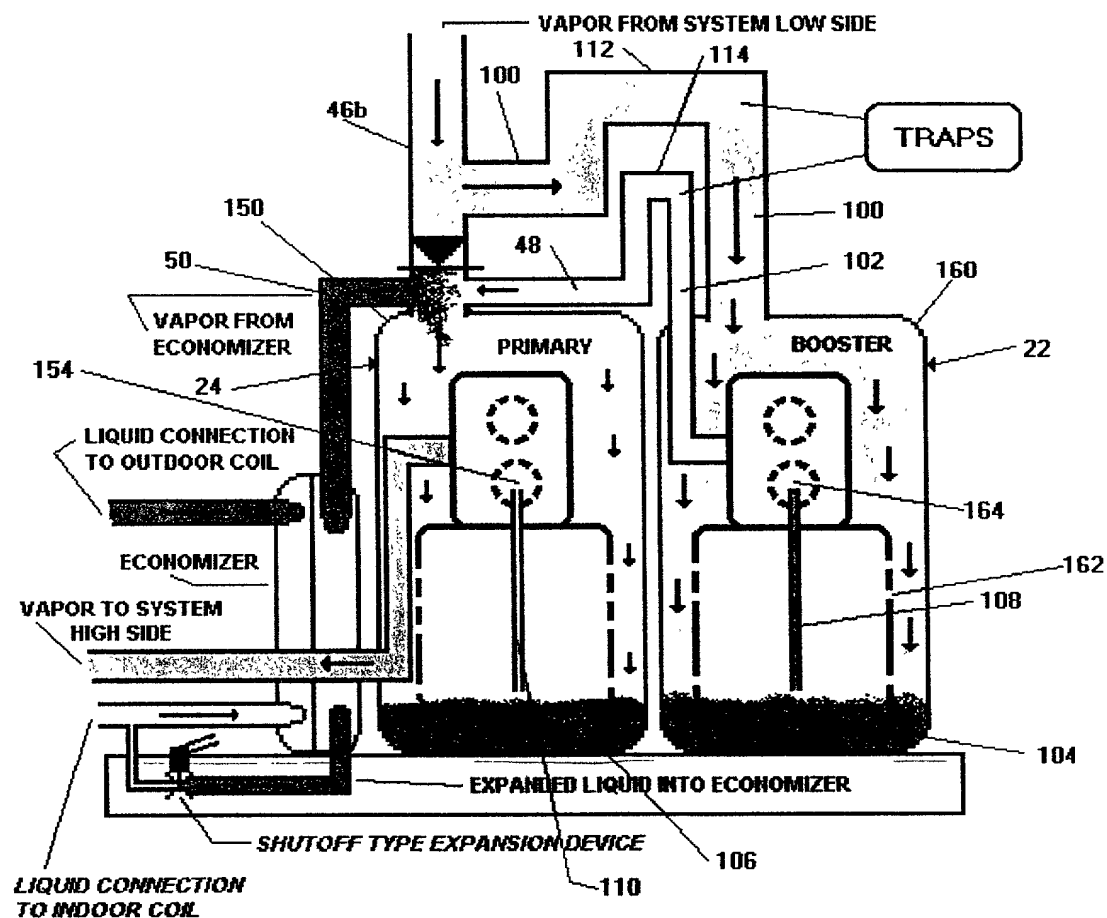 VAPOR FROM SYSTEM LOW SIDE
112
114
100
46b
TRAPS
150
100
50
48
102
160
VAPOR FROM
ECONOMIZER
PRIMARY
BOOSTER
22
154
24
LIQUID CONNECTION
TO OUTDOOR COIL
164
ECONOMIZER
162
VAPOR TO SYSTEM
HIGH SIDE
108
104
EXPANDED LIQUID INTO ECONOMIZER
SHUTOFF TYPE EXPANSION DEVICE
106
LIQUID CONNECTION
TO INDOOR COIL
110